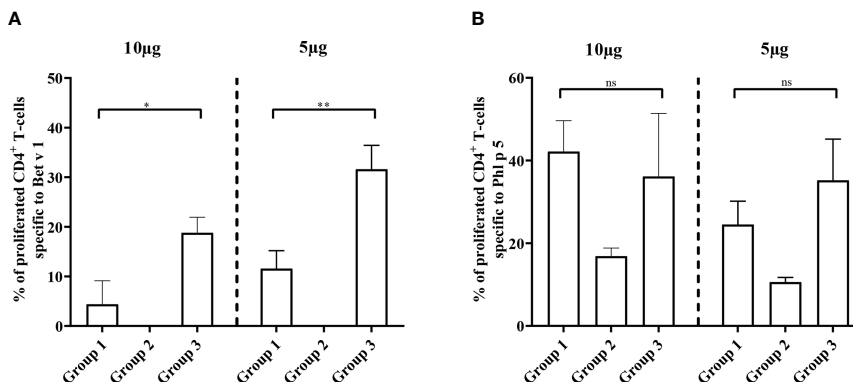 A
10µg
5µg
% of proliferated CD4⁺ T-cells
specific to Bet v 1
50
40
30
20
10
0
*
**
Group 1
Group 2
Group 3
Group 1
Group 2
Group 3
B
10µg
5µg
% of proliferated CD4⁺ T-cells
specific to Phl p 5
60
40
20
0
ns
ns
Group 1
Group 2
Group 3
Group 1
Group 2
Group 3